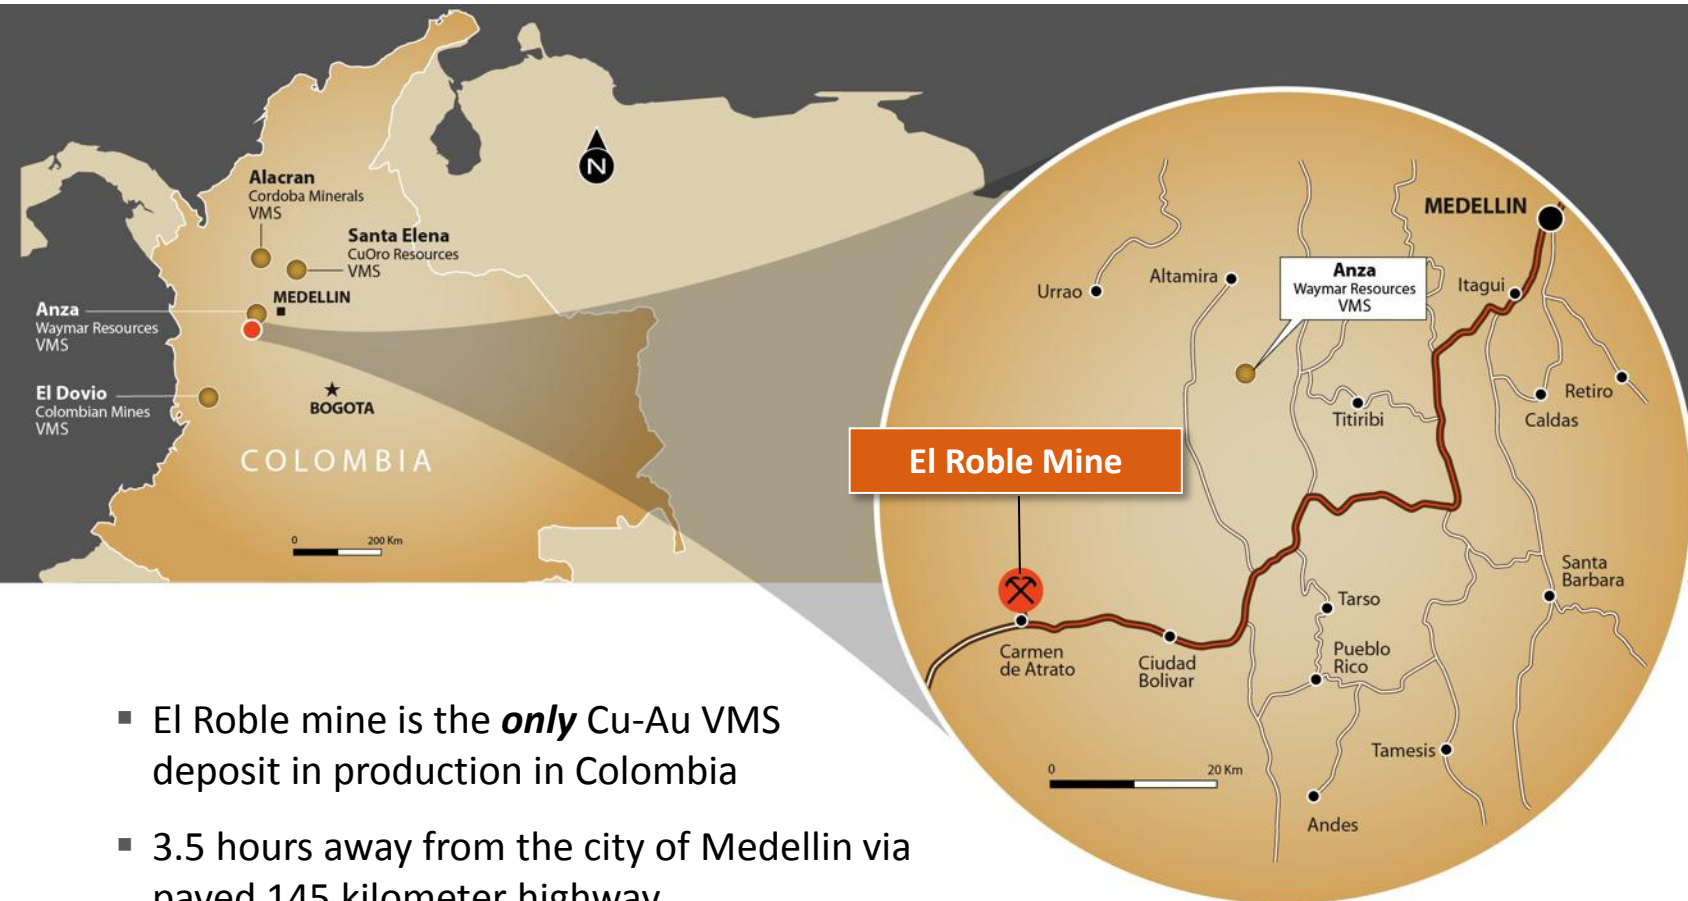 Alacran
Cordoba Minerals
VMS
Santa Elena
CuOro Resources
VMS
MEDELLIN
Anza
Waymar Resources
VMS
El Dovio
Colombian Mines
VMS
BOGOTA
COLOMBIA
0 200 Km
N
MEDELLIN
Urrao
Altamira
Anza
Waymar Resources
VMS
Itagui
Retiro
Caldas
Titiribi
El Roble Mine
Santa
Barbara
Tarso
Carmen
de Atrato
Ciudad
Bolivar
Pueblo
Rico
Tamesis
0 20 Km
Andes
▪ El Roble mine is the only Cu-Au VMS
deposit in production in Colombia
▪ 3.5 hours away from the city of Medellin via
paved 145 kilometer highway